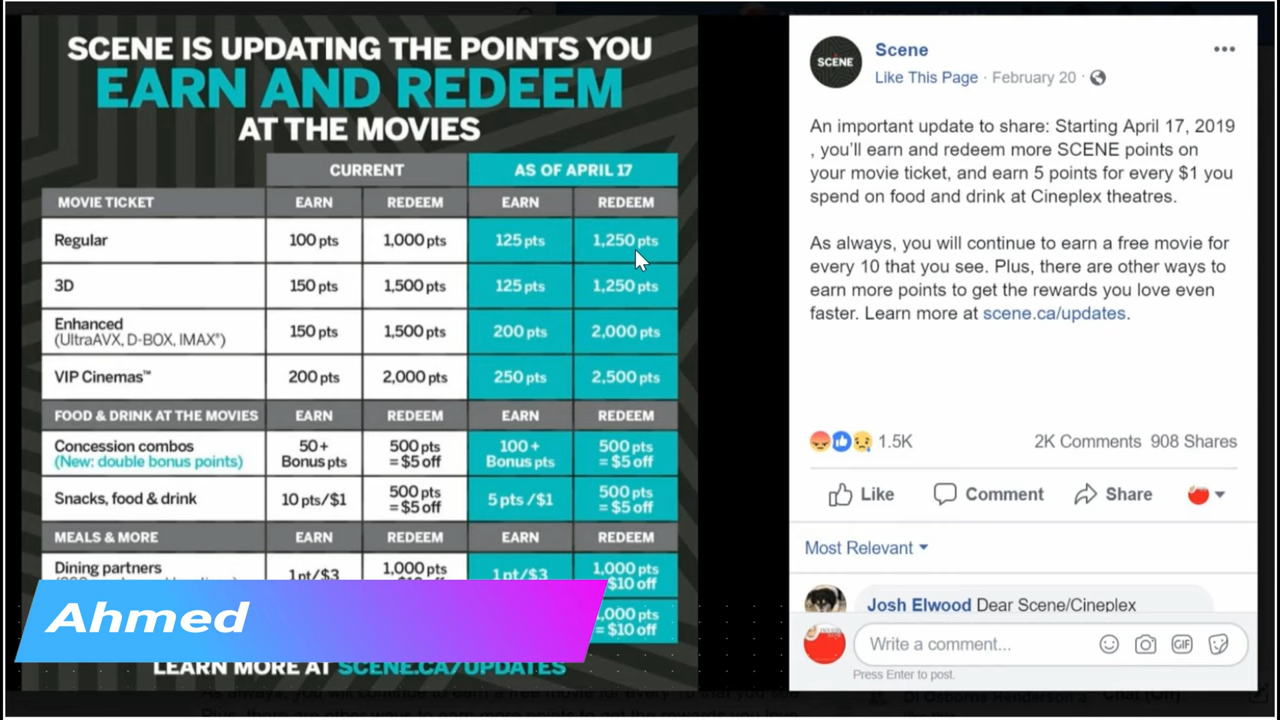 SCENE IS UPDATING THE POINTS YOU
EARN AND REDEEM
AT THE MOVIES
CURRENT AS OF APRIL 17
MOVIE TICKET EARN REDEEM EARN REDEEM
Regular 100 pts 1,000 pts 125 pts 1,250 pts
3D 150 pts 1,500 pts 125 pts 1,250 pts
Enhanced
(UltraAVX, D-BOX, IMAX®) 150 pts 1,500 pts 200 pts 2,000 pts
VIP Cinemas™ 200 pts 2,000 pts 250 pts 2,500 pts
FOOD & DRINK AT THE MOVIES EARN REDEEM EARN REDEEM
Concession combos 50+ 500 pts 100+ 500 pts
(New: double bonus points) Bonus pts = $5 off Bonus pts = $5 off
Snacks, food & drink 10 pts/$1 500 pts = $5 off 5 pts /$1 500 pts = $5 off
MEALS & MORE EARN REDEEM EARN REDEEM
Dining partners 1 pt/$3 1,000 pts 1 pt/$3 1,000 pts
$10 off
= $10 off
Ahmed
LEARN MORE AT SCENE.CA/UPDATES
SCENE
Scene
Like This Page · February 20 ·
An important update to share: Starting April 17, 2019
, you'll earn and redeem more SCENE points on
your movie ticket, and earn 5 points for every $1 you
spend on food and drink at Cineplex theatres.
As always, you will continue to earn a free movie for
every 10 that you see. Plus, there are other ways to
earn more points to get the rewards you love even
faster. Learn more at scene.ca/updates.
1.5K 2K Comments 908 Shares
Like Comment Share
Most Relevant
Josh Elwood Dear Scene/Cineplex
Write a comment...
GIF
Press Enter to post.